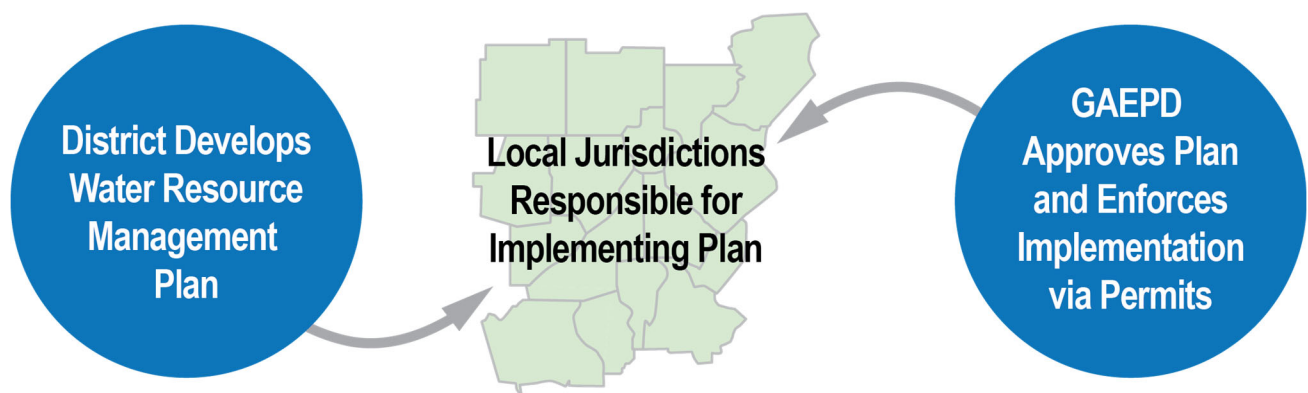 District Develops
Water Resource
Management
Plan
Local Jurisdictions
Responsible for
Implementing Plan
GAEPD
Approves Plan
and Enforces
Implementation
via Permits